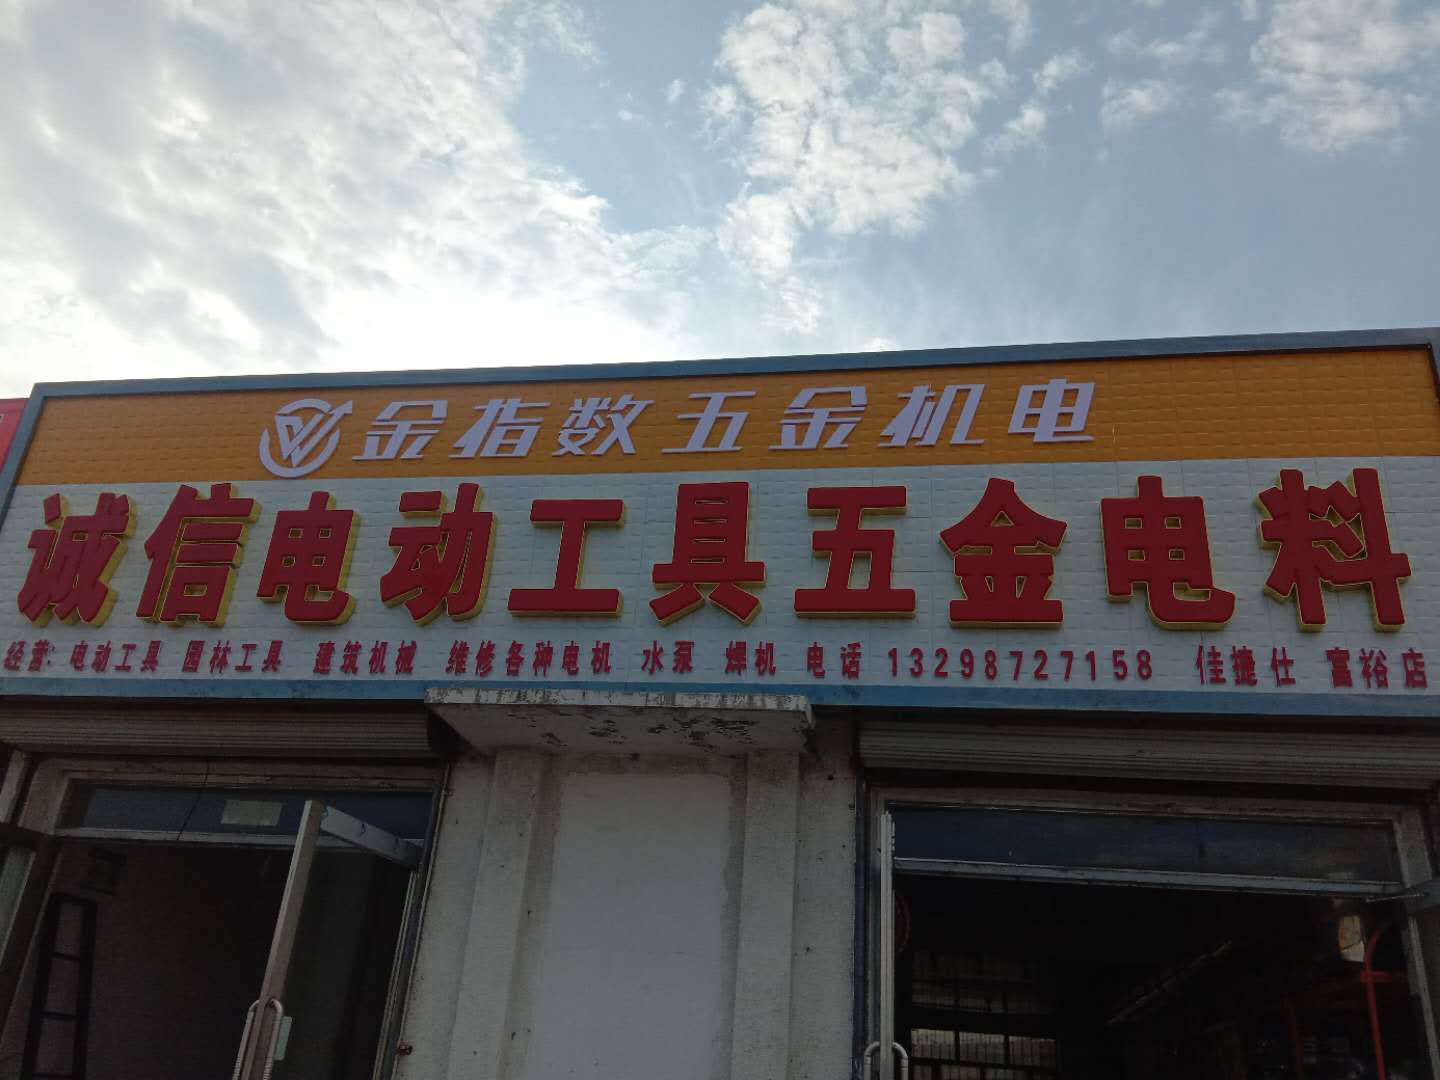 金指数五金机电
诚信电动工具五金电料
经营:电动工具 园林工具 建筑机械 维修各种电机 水泵 焊机 电话 13298727158 佳捷仕 富裕店